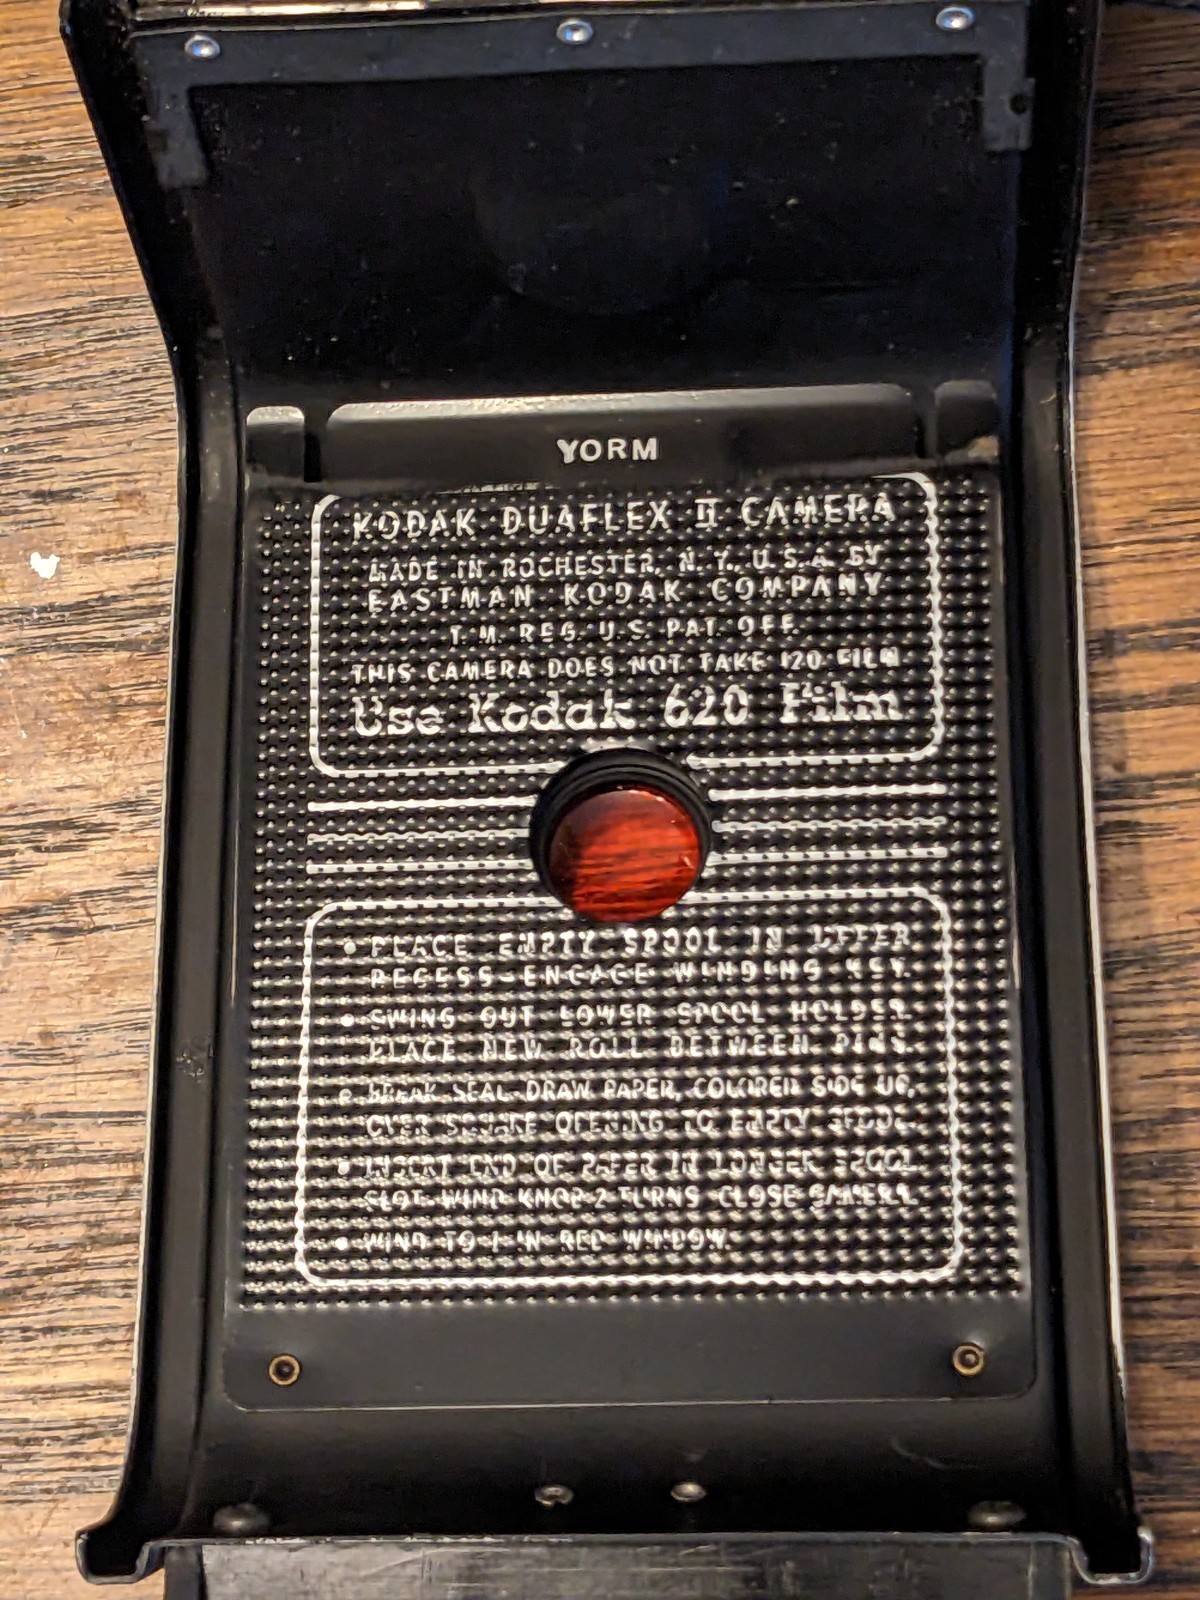 YORM
KODAK DUAFLEX II CAMERA
MADE IN ROCHESTER, N. Y., U. S. A. BY
EASTMAN KODAK COMPANY
T. M. REG. U. S. PAT. OFF.
THIS CAMERA DOES NOT TAKE 120 FILM
Use Kodak 620 Film
• PLACE EMPTY SPOOL IN UPPER
RECESS-ENGAGE WINDING KEY.
• SWING OUT LOWER SPOOL HOLDER.
PLACE NEW ROLL BETWEEN PINS.
• BREAK SEAL-DRAW PAPER, COLORED SIDE UP,
OVER SQUARE OPENING TO EMPTY SPOOL.
• INSERT END OF PAPER IN LONGER SPOOL
SLOT-WIND KNOB 2 TURNS-CLOSE CAMERA.
• WIND TO 1 IN RED WINDOW.